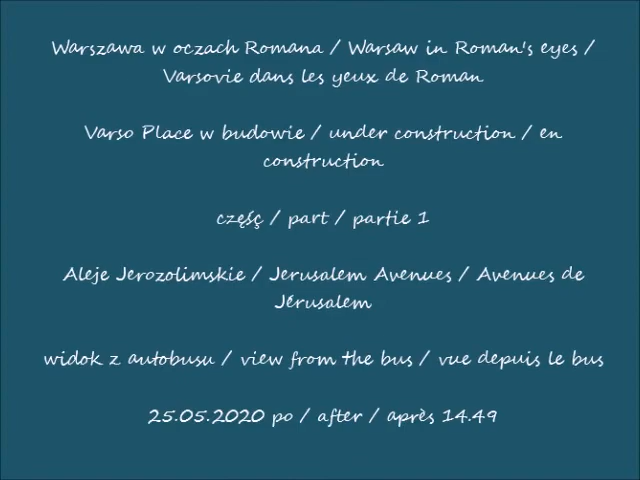 Warszawa w oczach Romana / Warsaw in Roman's eyes /
Varsovie dans les yeux de Roman
Varso Place w budowie / under construction / en
construction
częśç / part / partie 1
Aleje Jerozolimskie / Jerusalem Avenues / Avenues de
Jérusalem
widok z autobusu / view from the bus / vue depuis le bus
25.05.2020 po / after / après 14.49